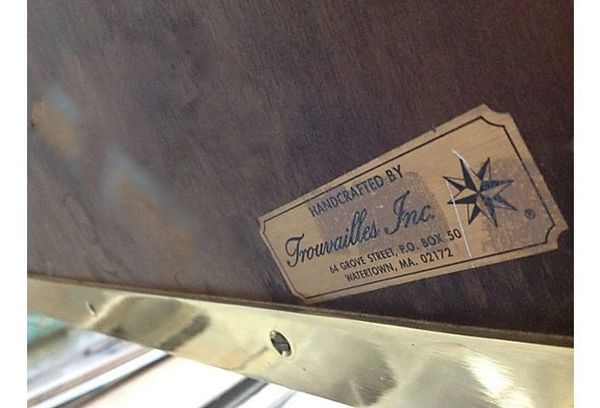 HANDCRAFTED BY
Trouvailles Inc.
64 GROVE STREET, P.O. BOX 50
WATERTOWN, MA. 02172
®